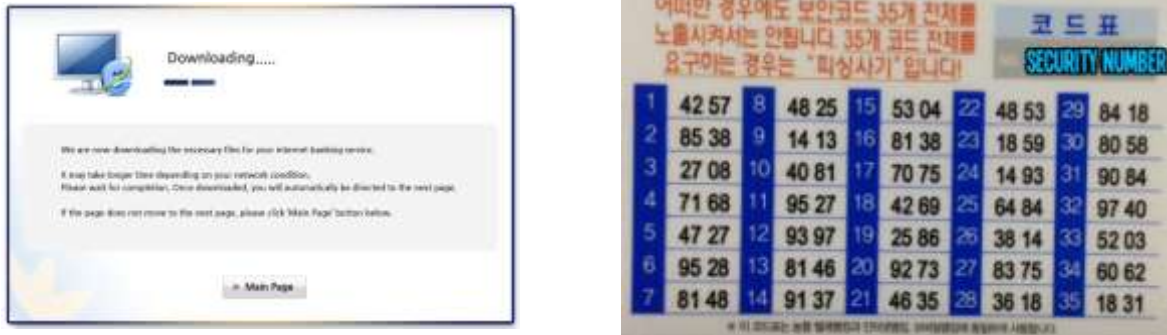 Downloading.....
We are now downloading the necessary files for your internet banking service.
It may take longer time depending on your network condition.
Please wait for completion. Once downloaded, you will automatically be directed to the next page.
If the page does not move to the next page, please click 'Main Page' button below.
Main Page
어떠한 경우에도 보안코드 35개 전체를
노출시켜서는 안됩니다. 35개 코드 전체를
요구하는 경우는 "피싱사기"입니다!
코드표
SECURITY NUMBER
1 42 57 8 48 25 15 53 04 22 48 53 29 84 18
2 85 38 9 14 13 16 81 38 23 18 59 30 80 58
3 27 08 10 40 81 17 70 75 24 14 93 31 90 84
4 71 68 11 95 27 18 42 69 25 64 84 32 97 40
5 47 27 12 93 97 19 25 86 26 38 14 33 52 03
6 95 28 13 81 46 20 92 73 27 83 75 34 60 62
7 81 48 14 91 37 21 46 35 28 36 18 35 18 31